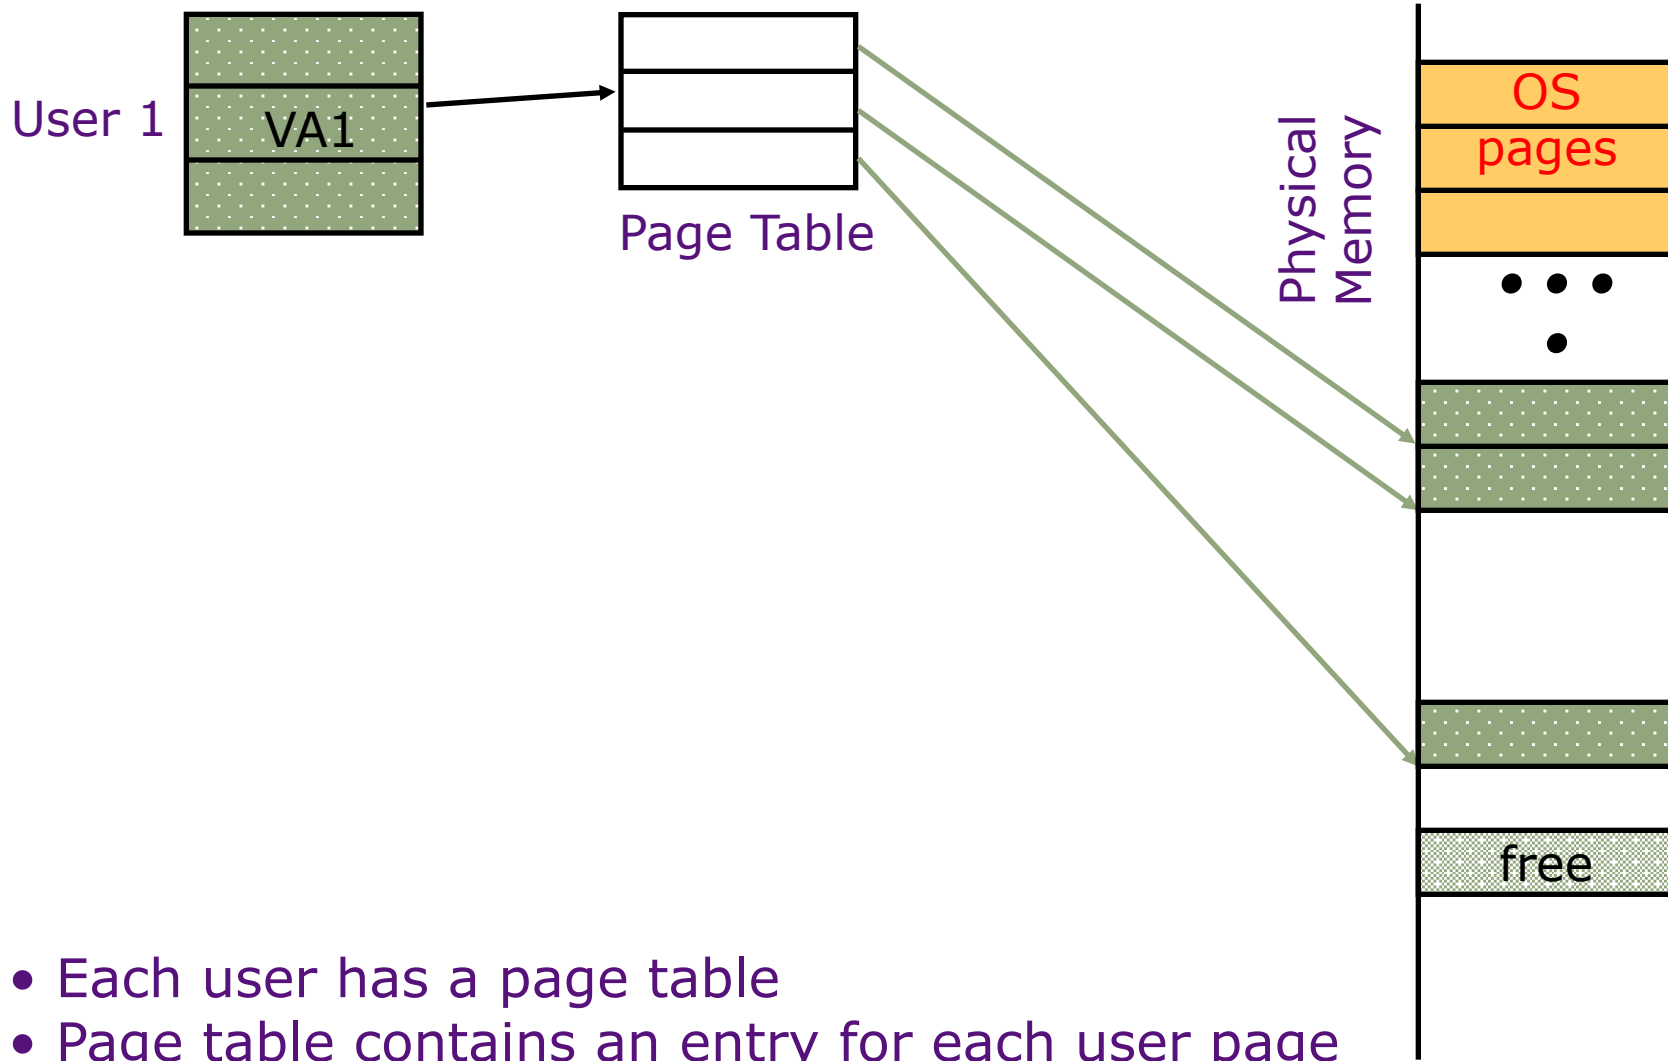 User 1
VA1
Page Table
Physical
Memory
OS
pages
free
• Each user has a page table
• Page table contains an entry for each user page